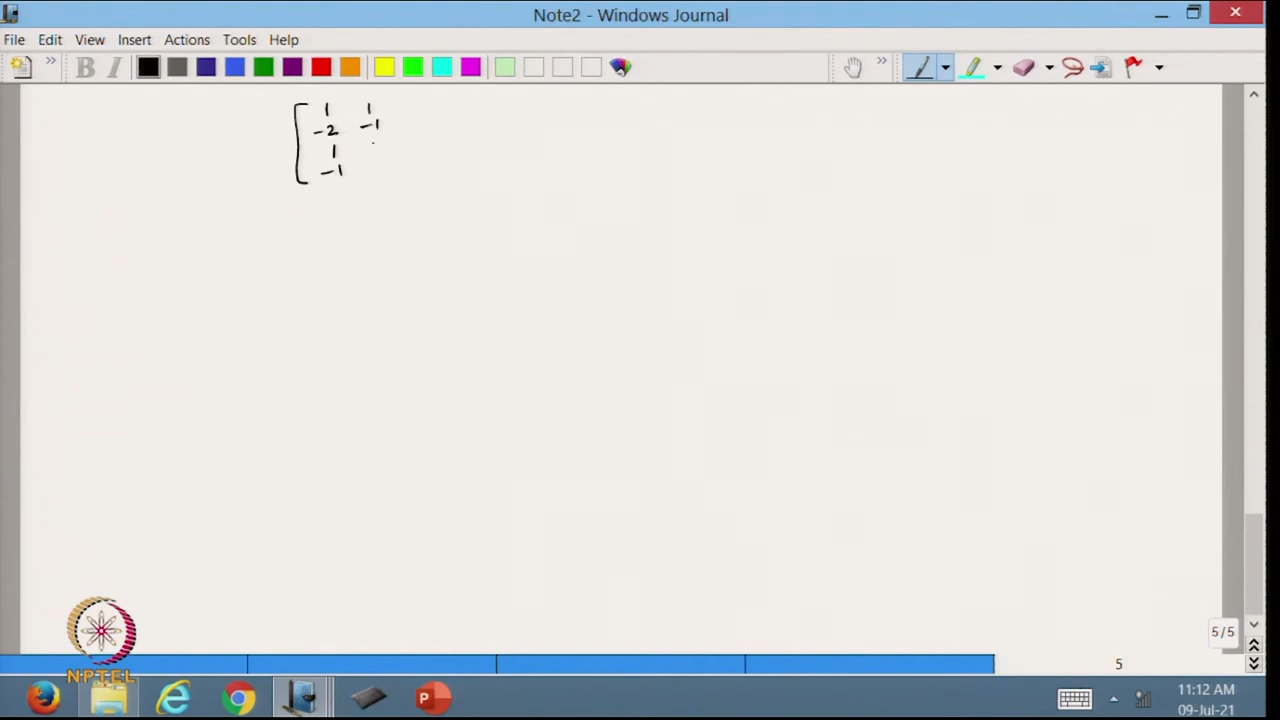 Note2 - Windows Journal
File Edit View Insert Actions Tools Help
B I
1 1
-2 -1
1
-1
5/5
5
NPTEL
11:12 AM
09-Jul-21